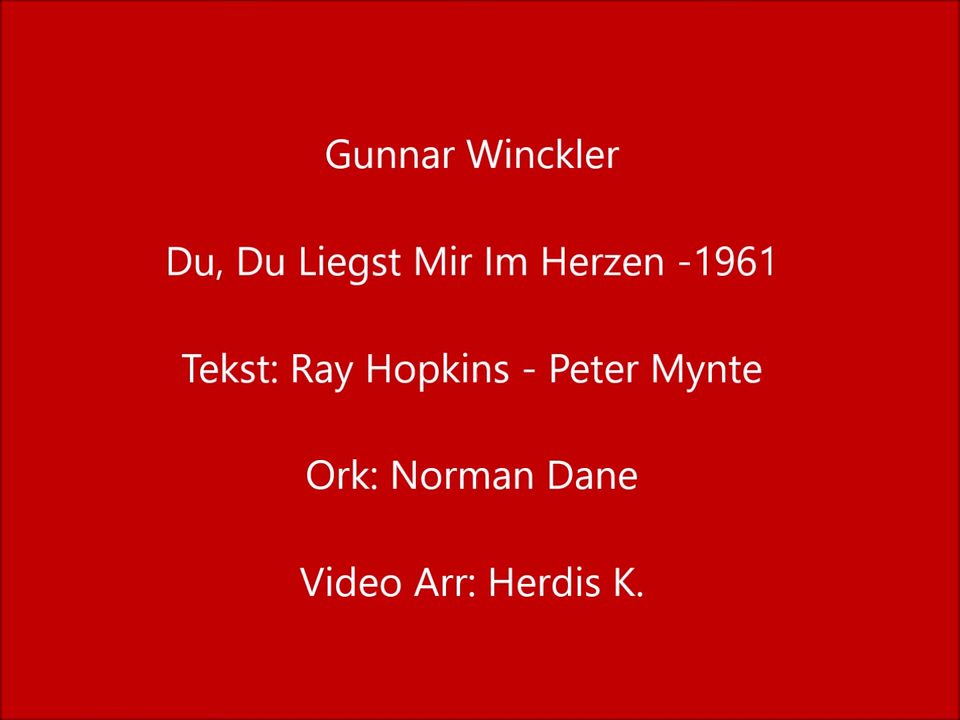 Gunnar Winckler
Du, Du Liegst Mir Im Herzen -1961
Tekst: Ray Hopkins - Peter Mynte
Ork: Norman Dane
Video Arr: Herdis K.